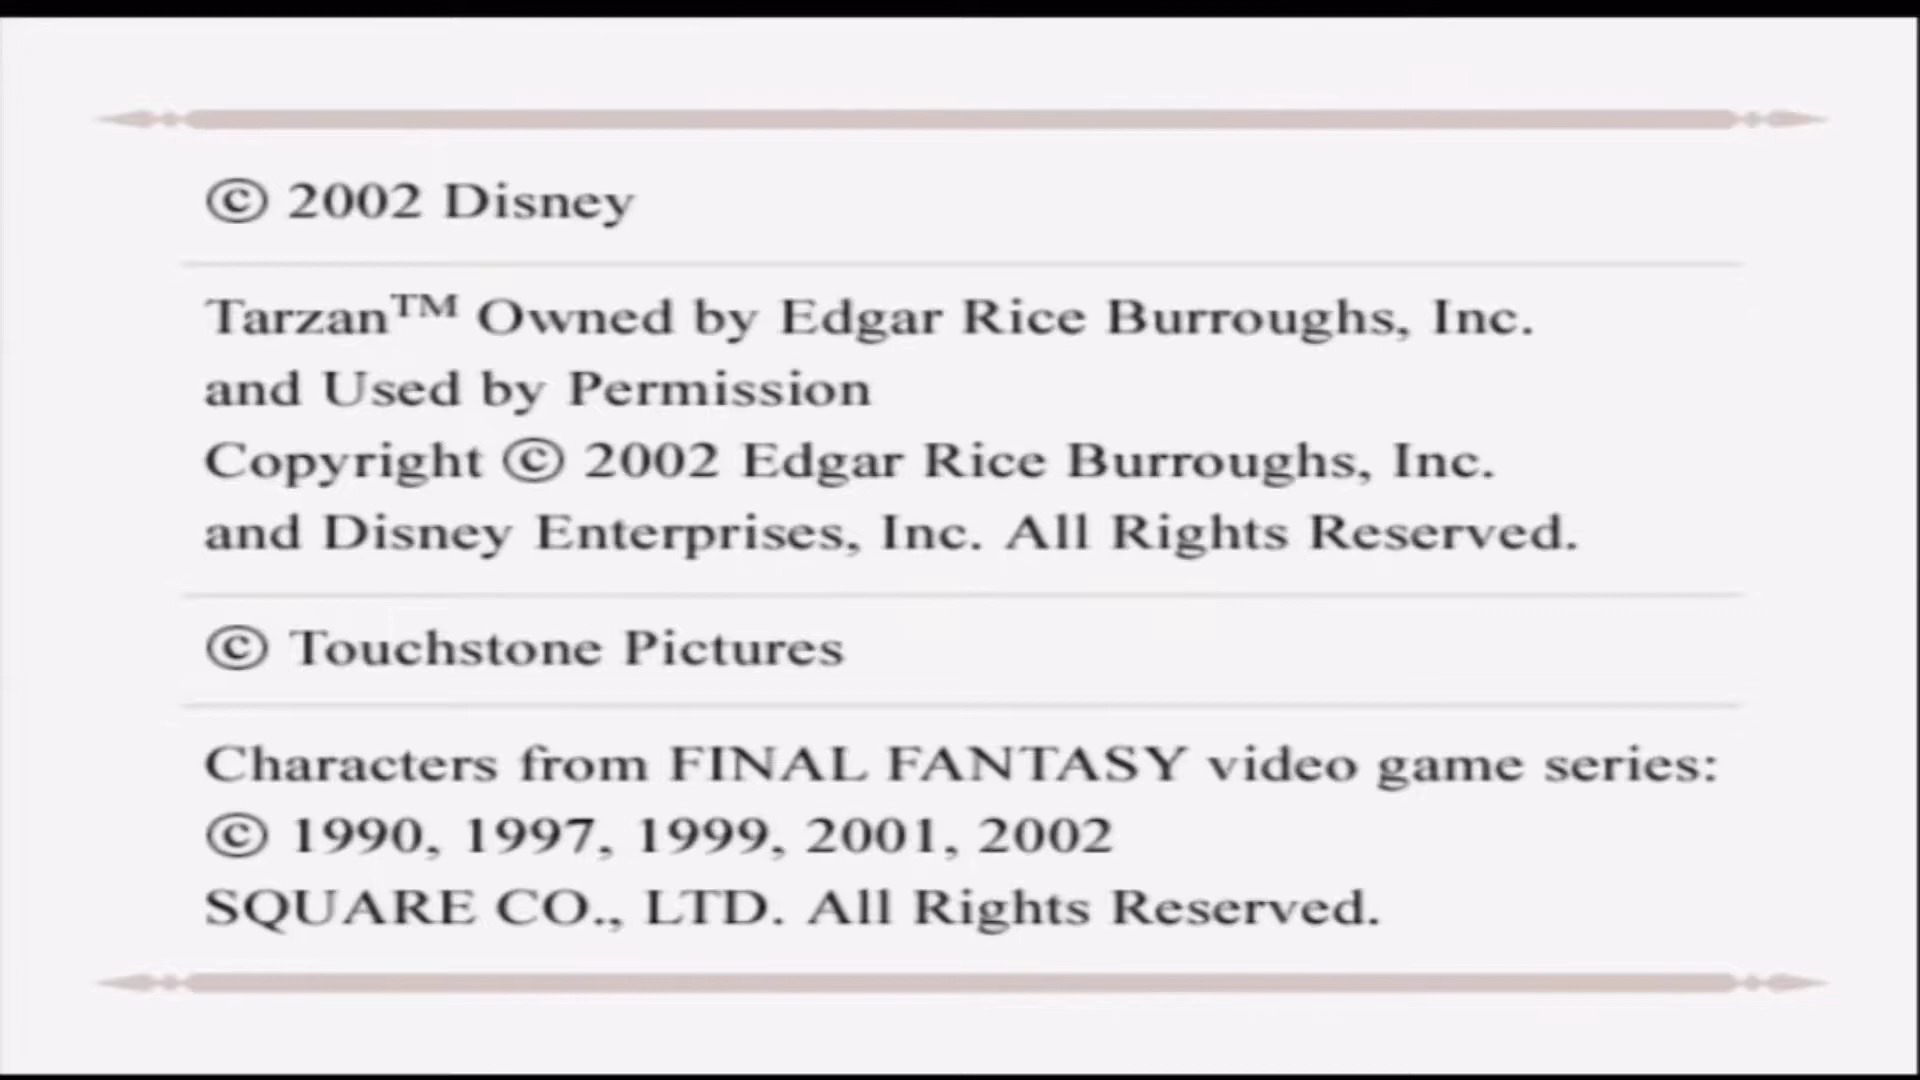 © 2002 Disney
Tarzan™ Owned by Edgar Rice Burroughs, Inc.
and Used by Permission
Copyright © 2002 Edgar Rice Burroughs, Inc.
and Disney Enterprises, Inc. All Rights Reserved.
© Touchstone Pictures
Characters from FINAL FANTASY video game series:
© 1990, 1997, 1999, 2001, 2002
SQUARE CO., LTD. All Rights Reserved.